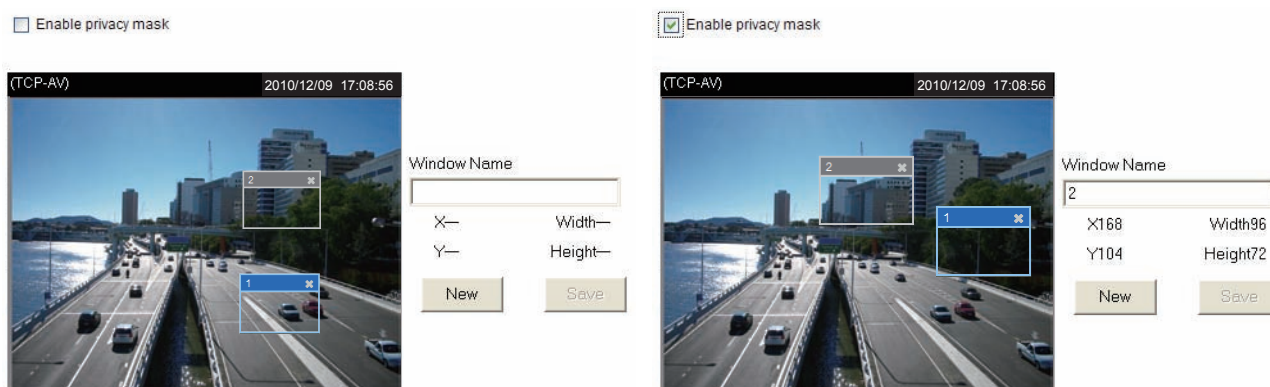 Enable privacy mask
(TCP-AV) 2010/12/09 17:08:56
2
1
Window Name
X— Width—
Y— Height—
New Save
Enable privacy mask
(TCP-AV) 2010/12/09 17:08:56
2
1
Window Name
2
X168 Width96
Y104 Height72
New Save